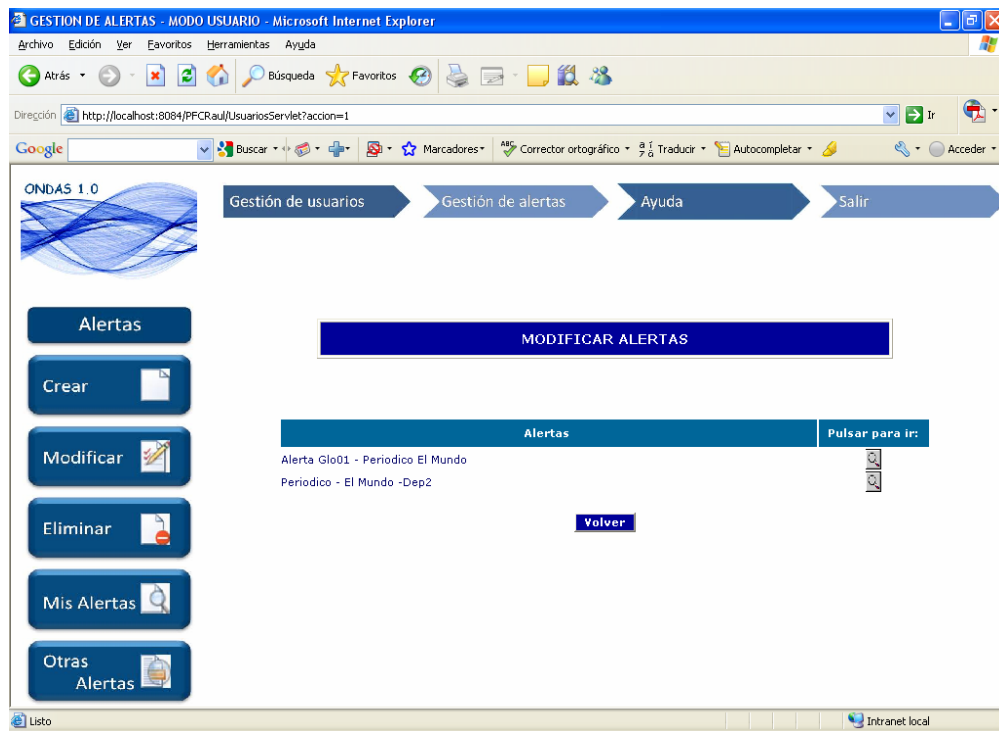 GESTION DE ALERTAS - MODO USUARIO - Microsoft Internet Explorer
Archivo Edición Ver Favoritos Herramientas Ayuda
Atrás Búsqueda Favoritos
Dirección http://localhost:8084/PFCRaul/UsuariosServlet?accion=1 Ir
Google Buscar Marcadores ABC Corrector ortográfico Traducir Autocompletar Acceder
ONDAS 1.0
Gestión de usuarios Gestión de alertas Ayuda Salir
Alertas
Crear
Modificar
Eliminar
Mis Alertas
Otras
Alertas
MODIFICAR ALERTAS
Alertas Pulsar para ir:
Alerta Glo01 - Periodico El Mundo
Periodico - El Mundo -Dep2
Volver
Listo Intranet local